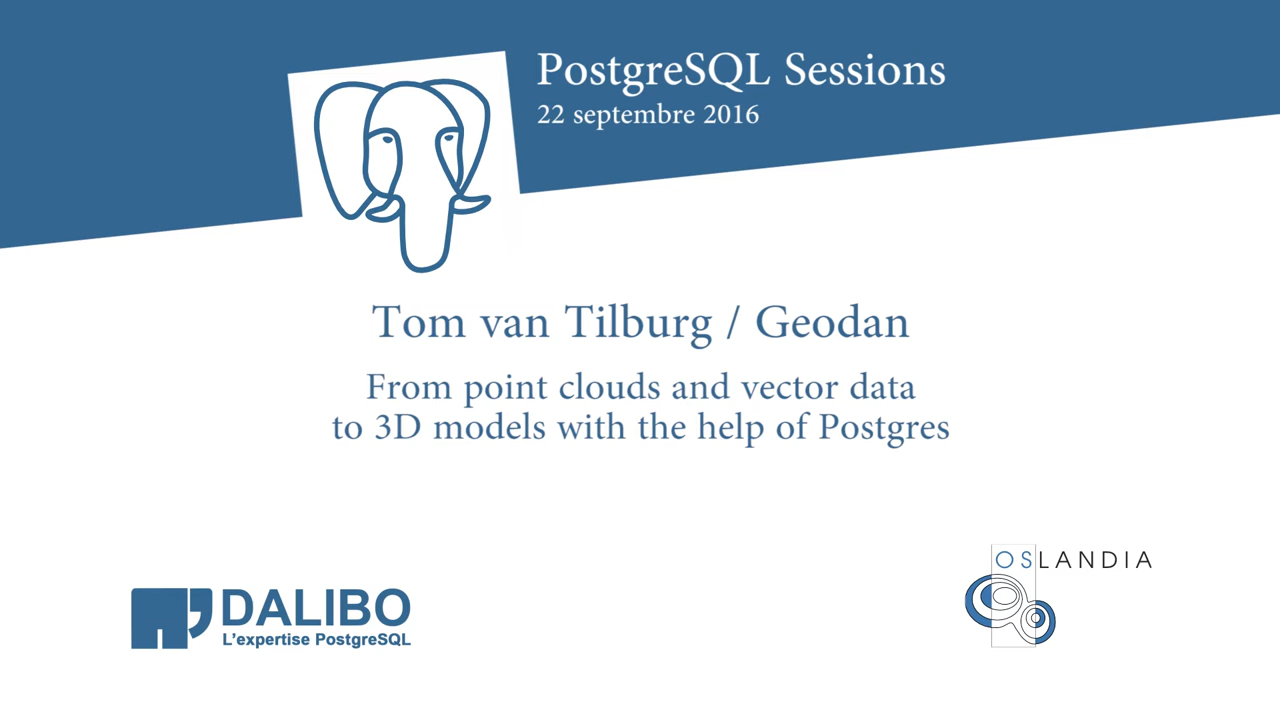 PostgreSQL Sessions
22 septembre 2016
Tom van Tilburg / Geodan
From point clouds and vector data
to 3D models with the help of Postgres
DALIBO
L'expertise PostgreSQL
OSLANDIA